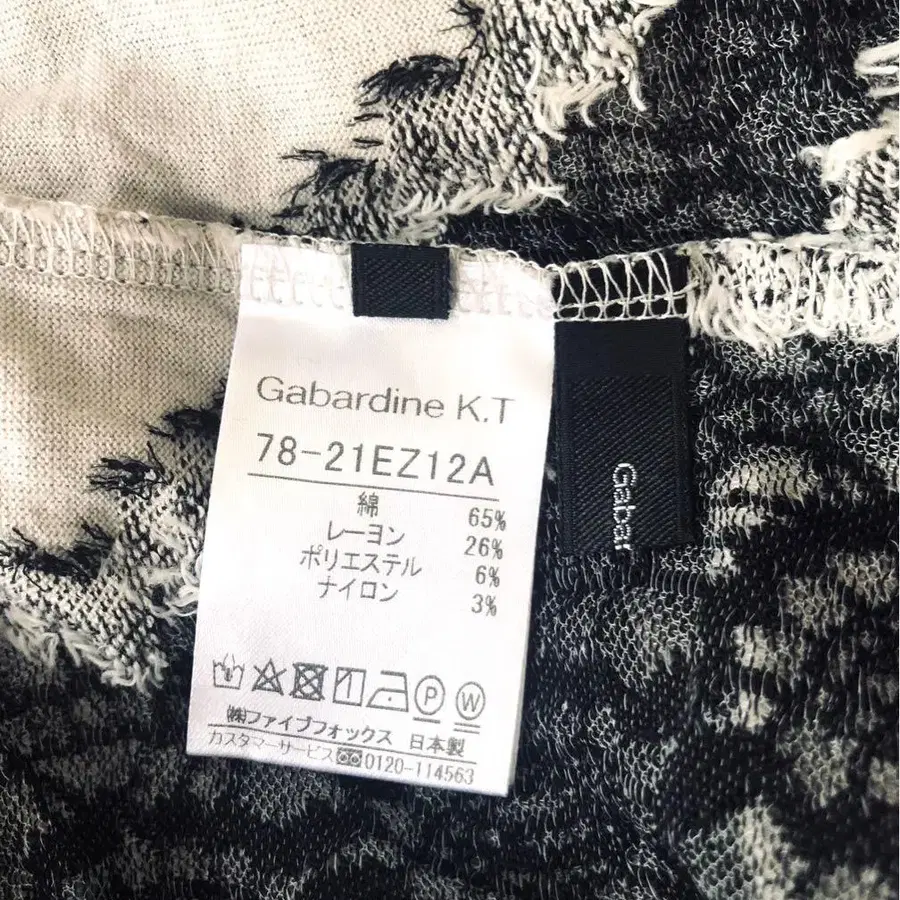 Gabardine K.T
78-21EZ12A
綿 65%
レーヨン 26%
ポリエステル 6%
ナイロン 3%
P W
㈱ファイブフォックス 日本製
カスタマーサービス 0120-114563
Gabar